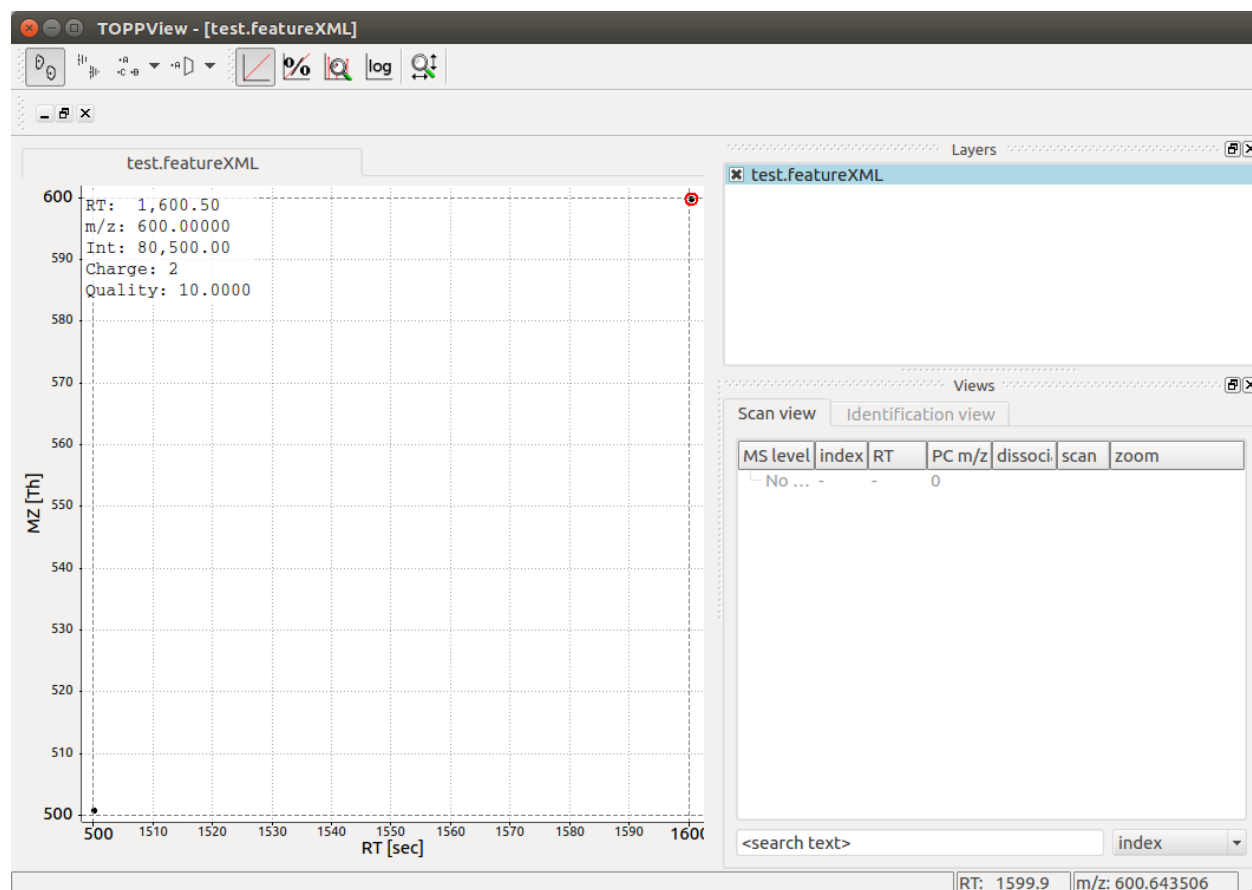 TOPPView - [test.featureXML]
log
test.featureXML
RT: 1,600.50
m/z: 600.00000
Int: 80,500.00
Charge: 2
Quality: 10.0000
600
590
580
570
560
550
540
530
520
510
500
MZ [Th]
500 1510 1520 1530 1540 1550 1560 1570 1580 1590 1600
RT [sec]
Layers
test.featureXML
Views
Scan view Identification view
MS level index RT PC m/z dissoci scan zoom
No ... - - 0
<search text> index
RT: 1599.9 m/z: 600.643506